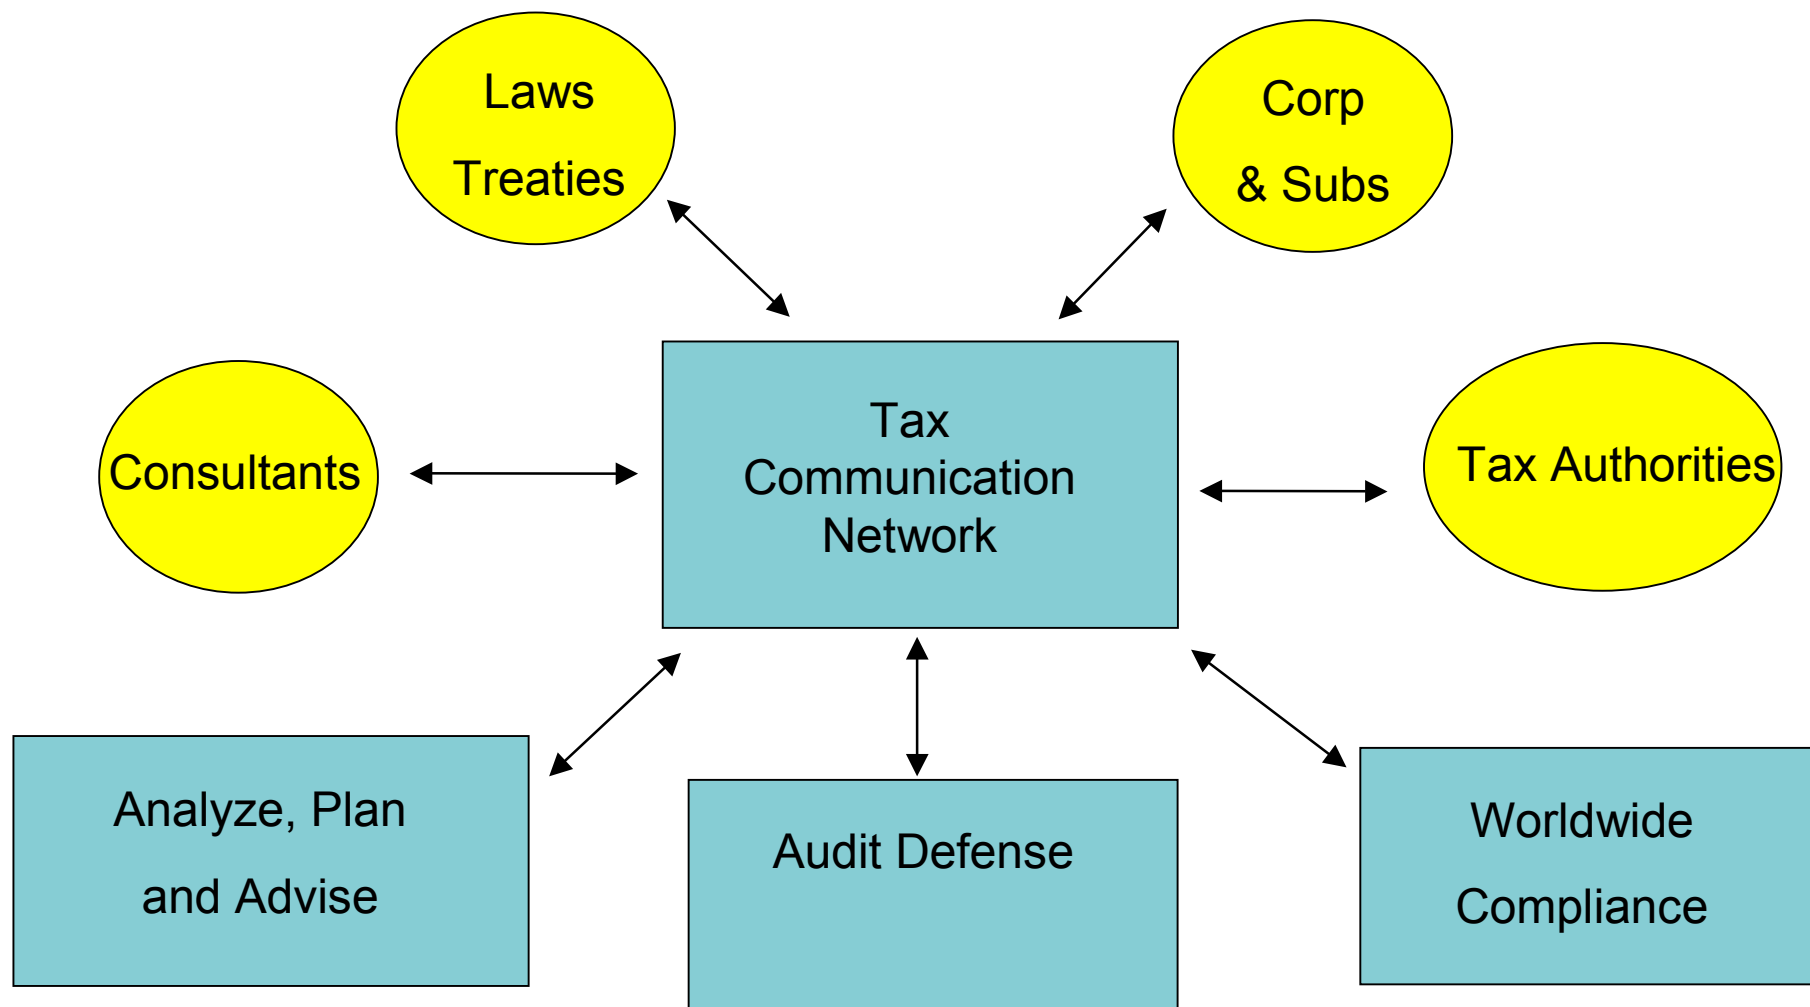 Laws
Treaties
Corp
& Subs
Consultants
Tax
Communication
Network
Tax Authorities
Analyze, Plan
and Advise
Audit Defense
Worldwide
Compliance